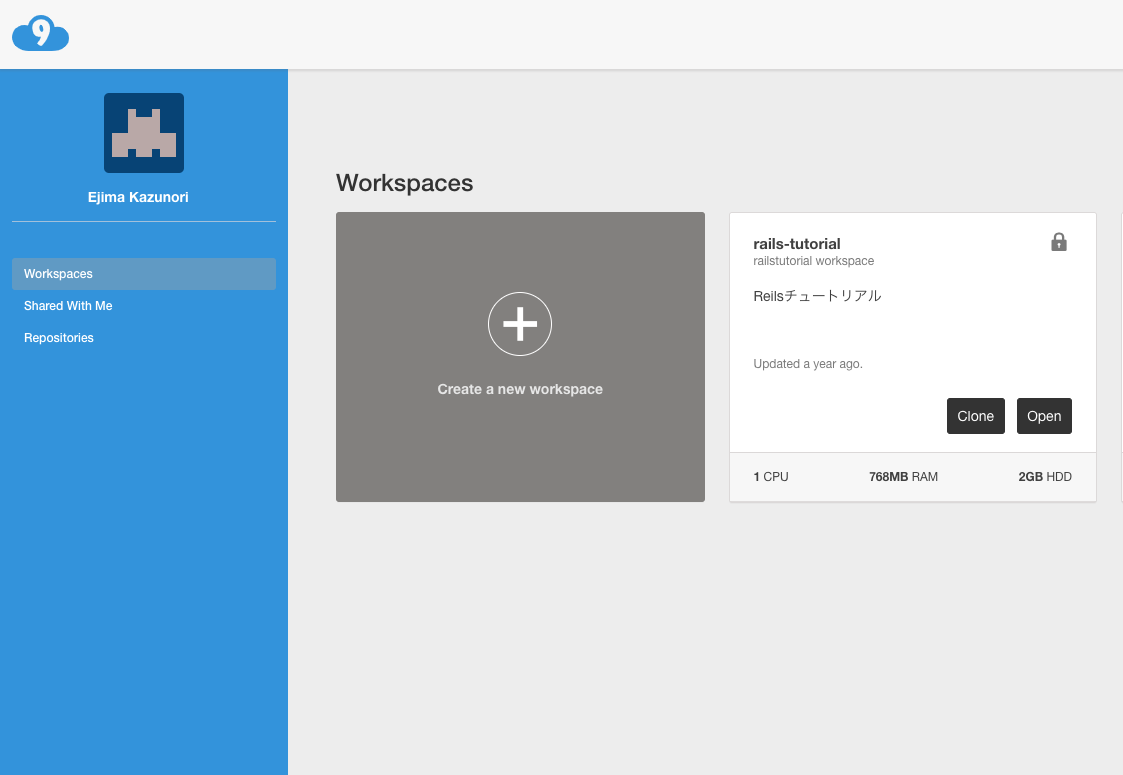 9
Ejima Kazunori
Workspaces
Shared With Me
Repositories
Workspaces
Create a new workspace
rails-tutorial
railstutorial workspace
Reilsチュートリアル
Updated a year ago.
Clone Open
1 CPU 768MB RAM 2GB HDD